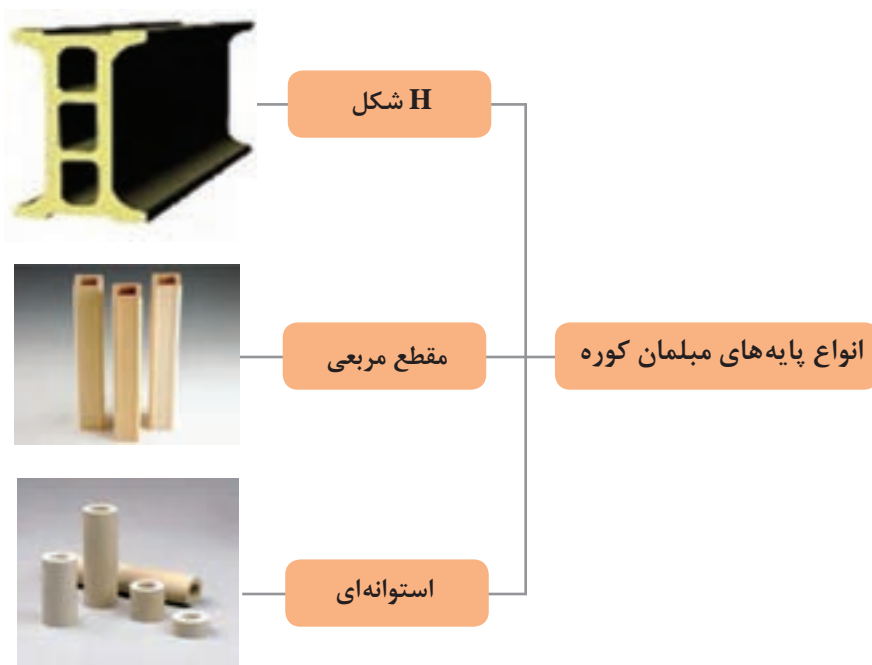 انواع پایه‌های مبلمان کوره
H شکل
مقطع مربعی
استوانه‌ای